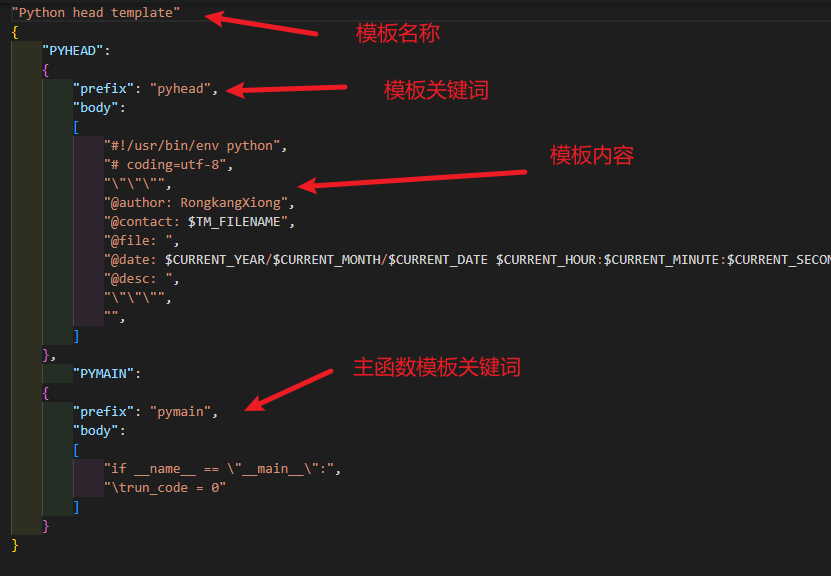 "Python head template"
模板名称
{
"PYHEAD":
{
"prefix": "pyhead",
模板关键词
"body":
[
"#!/usr/bin/env python",
"# coding=utf-8",
模板内容
"\"\"\"",
"@author: RongkangXiong",
"@contact: $TM_FILENAME",
"@file: ",
"@date: $CURRENT_YEAR/$CURRENT_MONTH/$CURRENT_DATE $CURRENT_HOUR:$CURRENT_MINUTE:$CURRENT_SECON
"@desc: ",
"\"\"\"",
"",
]
},
主函数模板关键词
"PYMAIN":
{
"prefix": "pymain",
"body":
[
"if __name__ == \"__main__\":",
"\trun_code = 0"
]
}
}